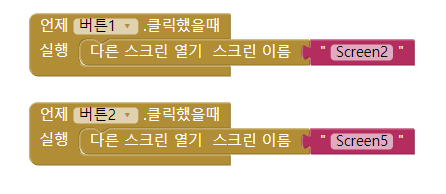 언제 버튼1 .클릭했을때
실행 다른 스크린 열기 스크린 이름 " Screen2 "
언제 버튼2 .클릭했을때
실행 다른 스크린 열기 스크린 이름 " Screen5 "